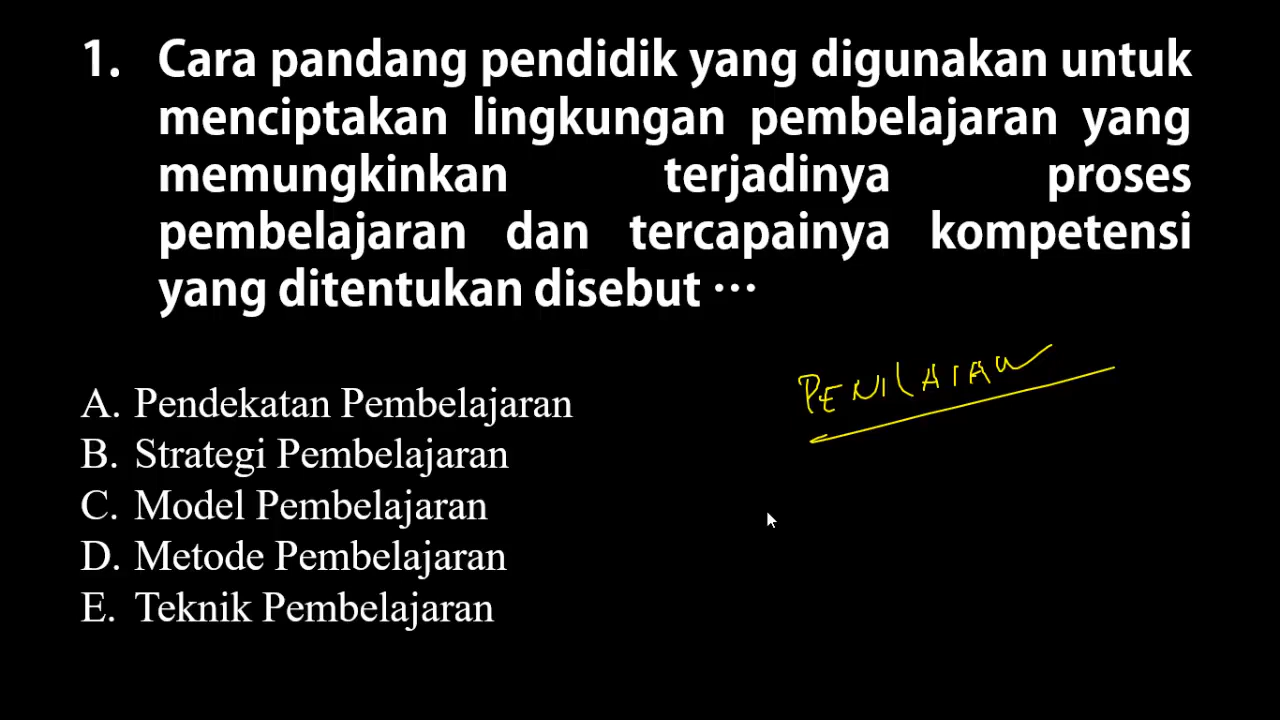 1. Cara pandang pendidik yang digunakan untuk
menciptakan lingkungan pembelajaran yang
memungkinkan terjadinya proses
pembelajaran dan tercapainya kompetensi
yang ditentukan disebut ⋯
PENILAIAN
A. Pendekatan Pembelajaran
B. Strategi Pembelajaran
C. Model Pembelajaran
D. Metode Pembelajaran
E. Teknik Pembelajaran